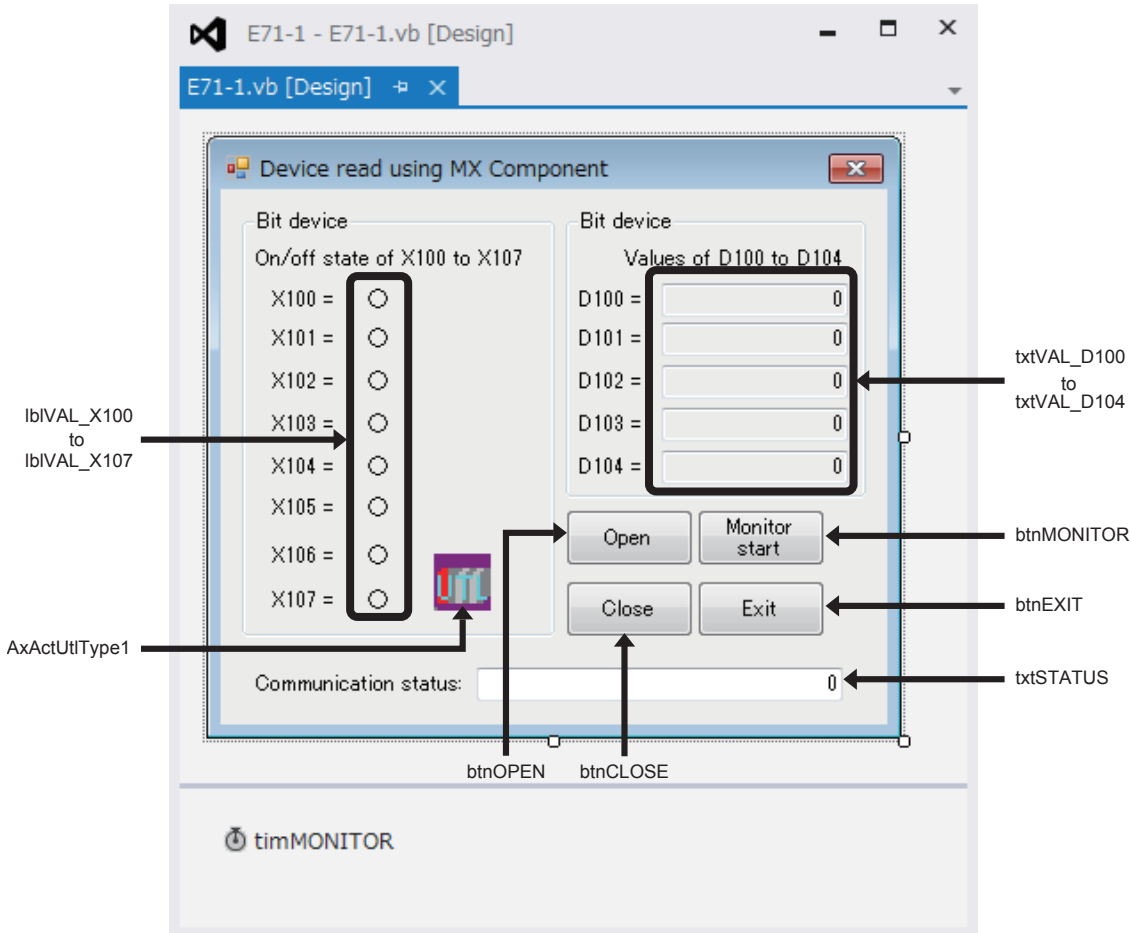 E71-1 - E71-1.vb [Design]
E71-1.vb [Design]
Device read using MX Component
Bit device
On/off state of X100 to X107
X100 =
X101 =
X102 =
X103 =
X104 =
X105 =
X106 =
X107 =
UTL
Bit device
Values of D100 to D104
D100 = 0
D101 = 0
D102 = 0
D103 = 0
D104 = 0
Open
Monitor
start
Close
Exit
Communication status: 0
lblVAL_X100
to
lblVAL_X107
AxActUtlType1
txtVAL_D100
to
txtVAL_D104
btnMONITOR
btnEXIT
txtSTATUS
btnOPEN
btnCLOSE
timMONITOR